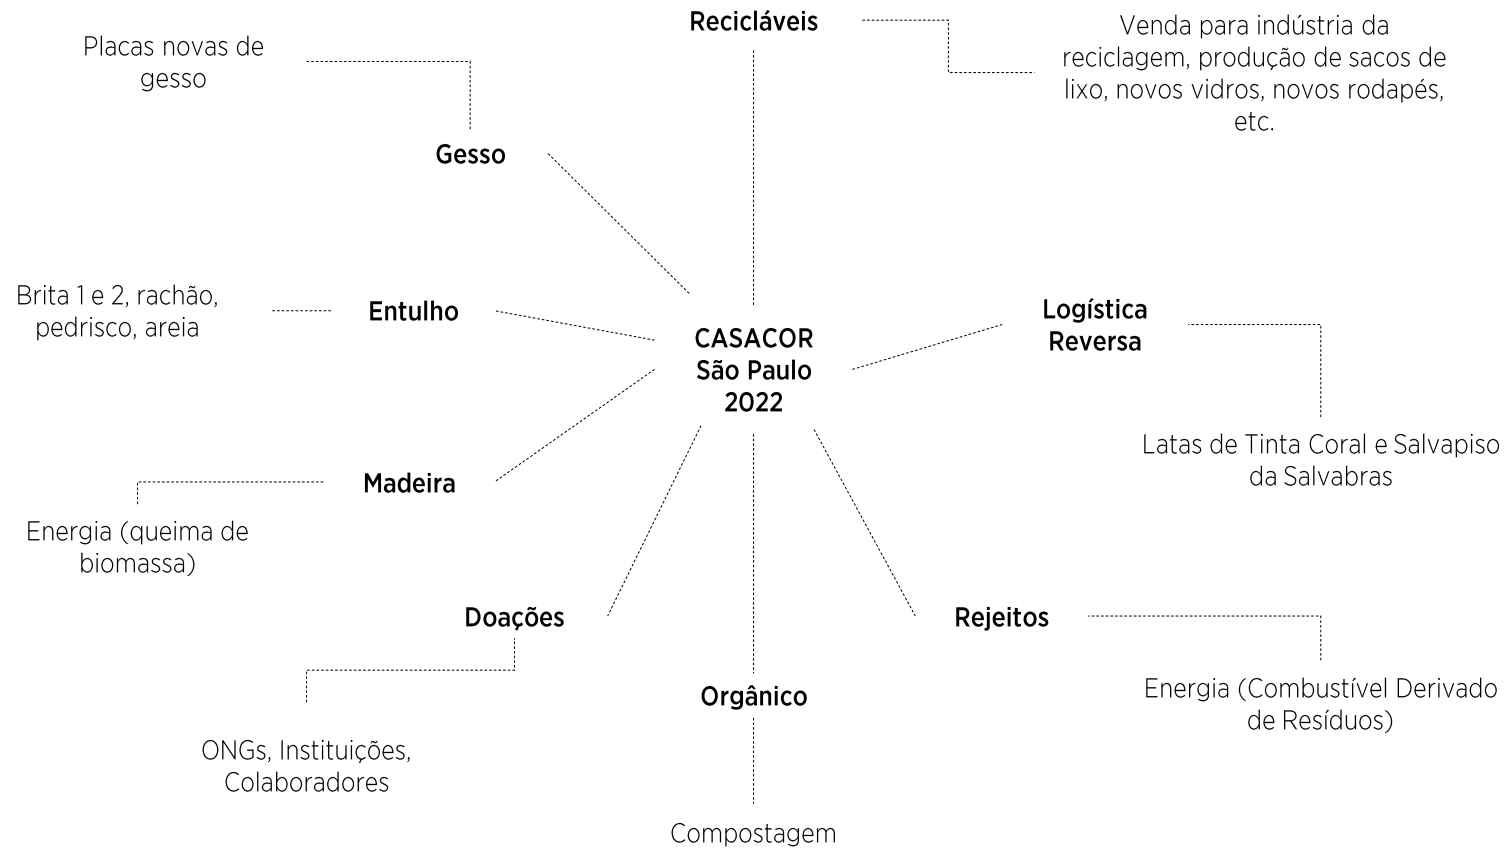 Recicláveis
Venda para indústria da
reciclagem, produção de sacos de
lixo, novos vidros, novos rodapés,
etc.
Placas novas de
gesso
Gesso
Brita 1 e 2, rachão,
pedrisco, areia
Entulho
CASACOR
São Paulo
2022
Logística
Reversa
Latas de Tinta Coral e Salvapiso
da Salvabras
Madeira
Energia (queima de
biomassa)
Doações
ONGs, Instituições,
Colaboradores
Rejeitos
Energia (Combustível Derivado
de Resíduos)
Orgânico
Compostagem